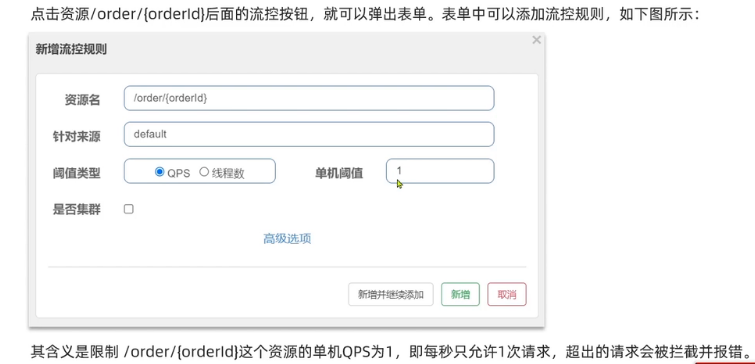 点击资源/order/{orderId}后面的流控按钮，就可以弹出表单。表单中可以添加流控规则，如下图所示：
新增流控规则
×
资源名 /order/{orderId}
针对来源 default
阈值类型 QPS 线程数 单机阈值 1
是否集群
高级选项
新增并继续添加 新增 取消
其含义是限制 /order/{orderId}这个资源的单机QPS为1，即每秒只允许1次请求，超出的请求会被拦截并报错。